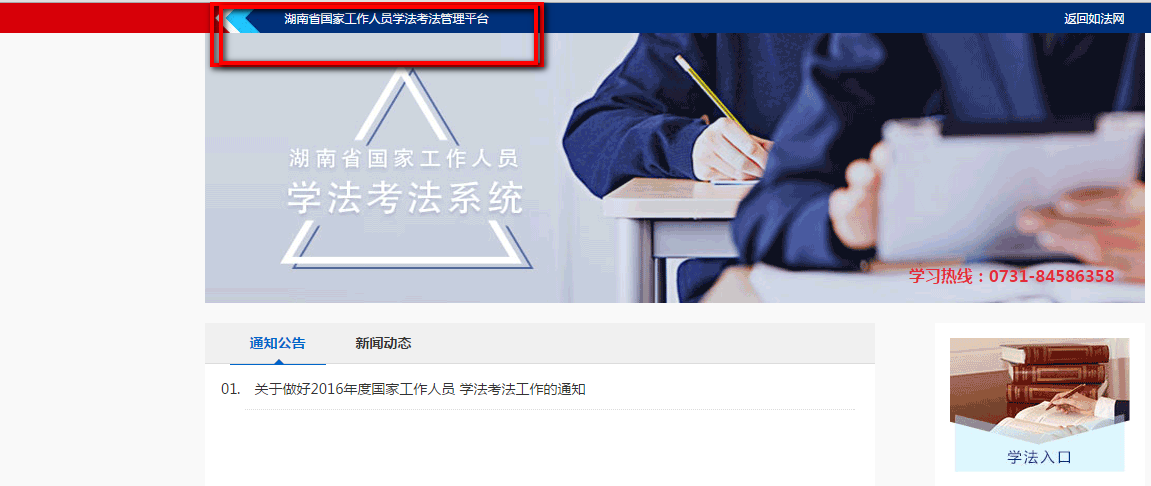 湖南省国家工作人员学法考法管理平台
返回如法网
湖南省国家工作人员
学法考法系统
学习热线：0731-84586358
通知公告 新闻动态
01. 关于做好2016年度国家工作人员 学法考法工作的通知
学法入口